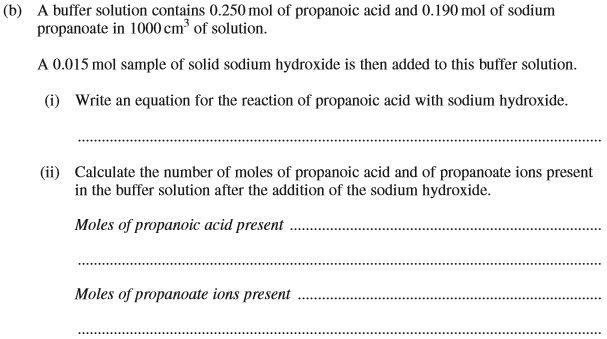 (b) A buffer solution contains 0.250 mol of propanoic acid and 0.190 mol of sodium
propanoate in 1000 cm³ of solution.
A 0.015 mol sample of solid sodium hydroxide is then added to this buffer solution.
(i) Write an equation for the reaction of propanoic acid with sodium hydroxide.
(ii) Calculate the number of moles of propanoic acid and of propanoate ions present
in the buffer solution after the addition of the sodium hydroxide.
Moles of propanoic acid present
Moles of propanoate ions present